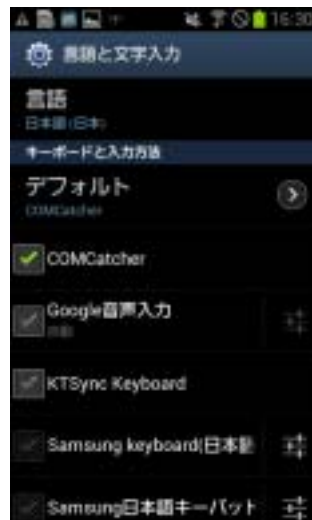 16:30
言語と文字入力
言語
日本語(日本)
キーボードと入力方法
デフォルト
COMCatcher
COMCatcher
Google音声入力
自動
KTSync Keyboard
Samsung keyboard(日本語
Samsung日本語キーパット